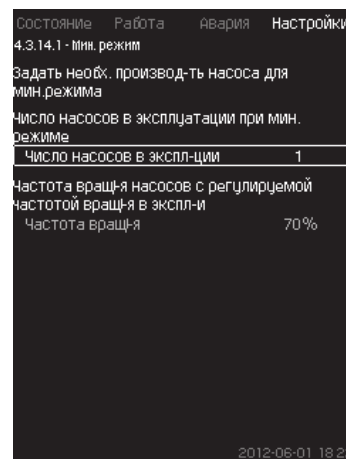 Состояние Работа Авария Настройки
4.3.14.1 - Мин. режим
Задать необх. производ-ть насоса для
мин.режима
Число насосов в эксплуатации при мин.
режиме
Число насосов в экспл-ции 1
Частота вращ-я насосов с регулируемой
частотой вращ-я в экспл-и
Частота вращ-я 70%
2012-06-01 18:2